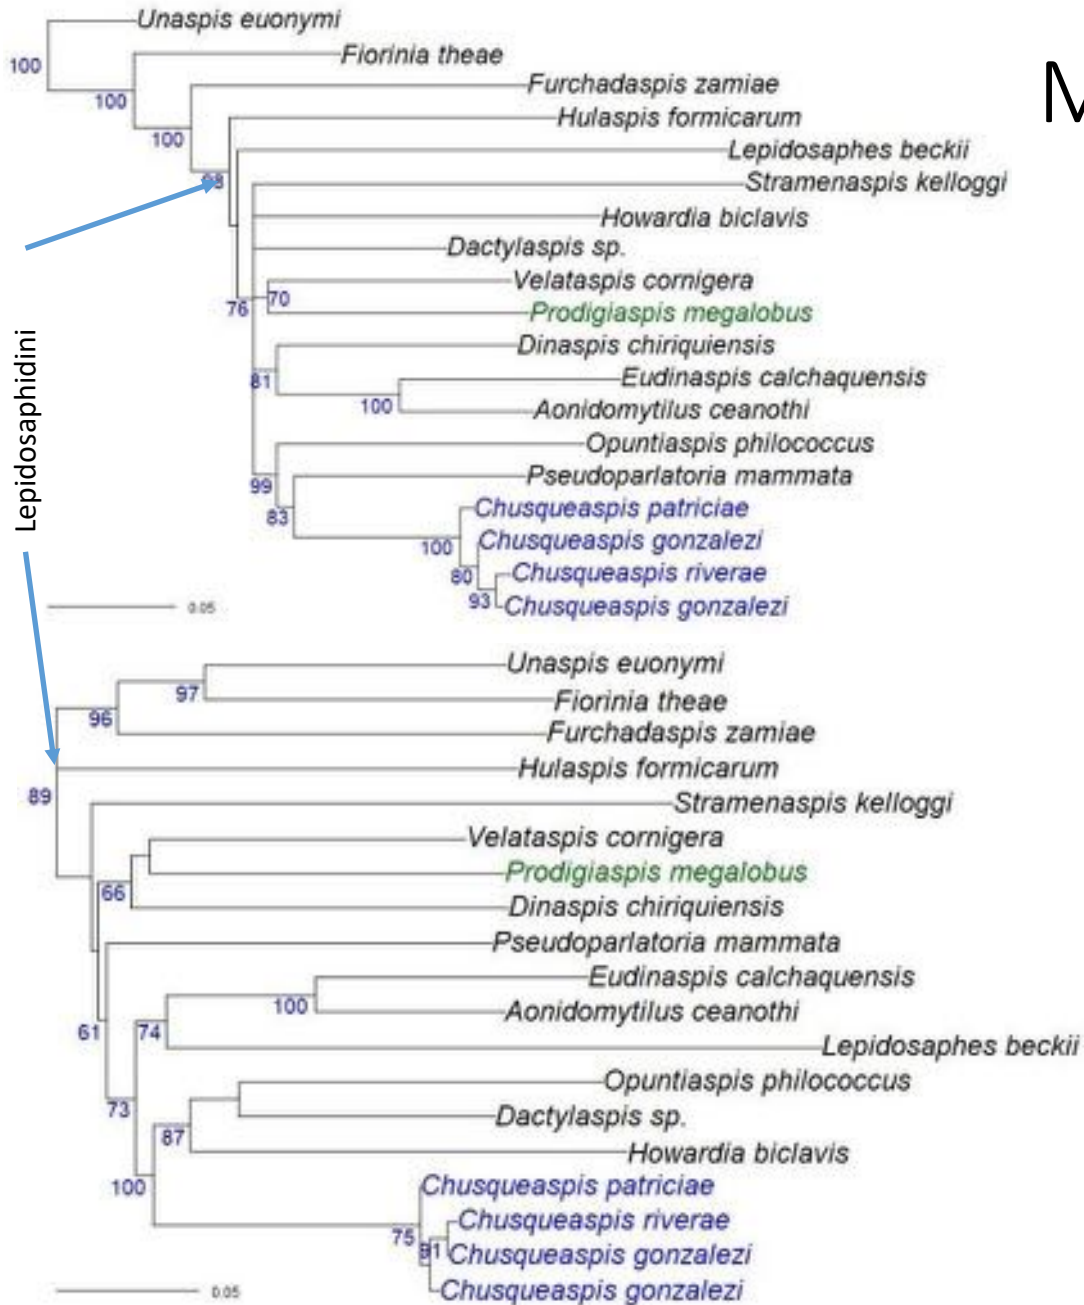 Unaspis euonymi
M
100
Fiorinia theae
100
Furchadaspis zamiae
100
Hulaspis formicarum
98
Lepidosaphes beckii
Stramenaspis kelloggi
Howardia biclavis
Dactylaspis sp.
Velataspis cornigera
76
70
Prodigiaspis megalobus
Dinaspis chiriquiensis
81
Eudinaspis calchaquensis
100
Aonidomytilus ceanothi
Opuntiaspis philococcus
Pseudoparlatoria mammata
99
83
Chusqueaspis patriciae
100
Chusqueaspis gonzalezi
80
Chusqueaspis riverae
93
Chusqueaspis gonzalezi
0.05
Lepidosaphidini
Unaspis euonymi
97
Fiorinia theae
96
Furchadaspis zamiae
Hulaspis formicarum
89
Stramenaspis kelloggi
Velataspis cornigera
Prodigiaspis megalobus
66
Dinaspis chiriquiensis
Pseudoparlatoria mammata
Eudinaspis calchaquensis
100
Aonidomytilus ceanothi
61
74
Lepidosaphes beckii
Opuntiaspis philococcus
73
Dactylaspis sp.
87
Howardia biclavis
100
Chusqueaspis patriciae
Chusqueaspis riverae
75
91
Chusqueaspis gonzalezi
Chusqueaspis gonzalezi
0.05